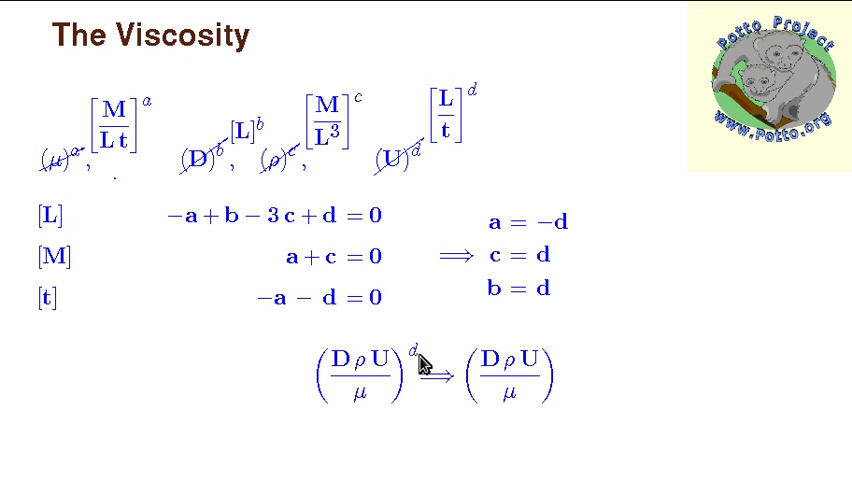 The Viscosity
Potto Project
www.Potto.org
(μ)^a, [M / L t]^a (D)^b, [L]^b (ρ)^c, [M / L^3]^c (U)^d [L / t]^d
[L] −a + b − 3 c + d = 0 a = −d
[M] a + c = 0 ⟹ c = d
[t] −a − d = 0 b = d
(D ρ U / μ)^d ⟹ (D ρ U / μ)